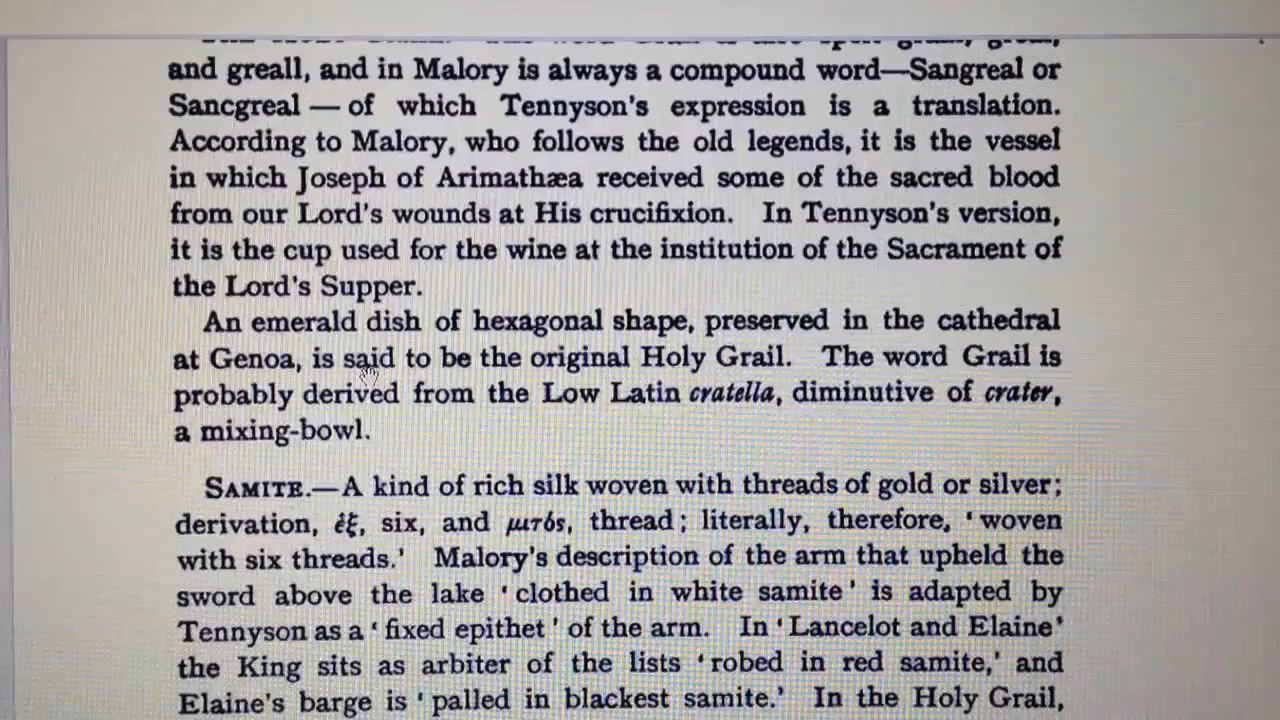 and greall, and in Malory is always a compound word—Sangreal or
Sancgreal — of which Tennyson's expression is a translation.
According to Malory, who follows the old legends, it is the vessel
in which Joseph of Arimathæa received some of the sacred blood
from our Lord's wounds at His crucifixion. In Tennyson's version,
it is the cup used for the wine at the institution of the Sacrament of
the Lord's Supper.
An emerald dish of hexagonal shape, preserved in the cathedral
at Genoa, is said to be the original Holy Grail. The word Grail is
probably derived from the Low Latin cratella, diminutive of crater,
a mixing-bowl.
SAMITE.—A kind of rich silk woven with threads of gold or silver;
derivation, ἐξ, six, and μιτός, thread; literally, therefore, 'woven
with six threads.' Malory's description of the arm that upheld the
sword above the lake 'clothed in white samite' is adapted by
Tennyson as a 'fixed epithet' of the arm. In 'Lancelot and Elaine'
the King sits as arbiter of the lists 'robed in red samite,' and
Elaine's barge is 'palled in blackest samite.' In the Holy Grail,